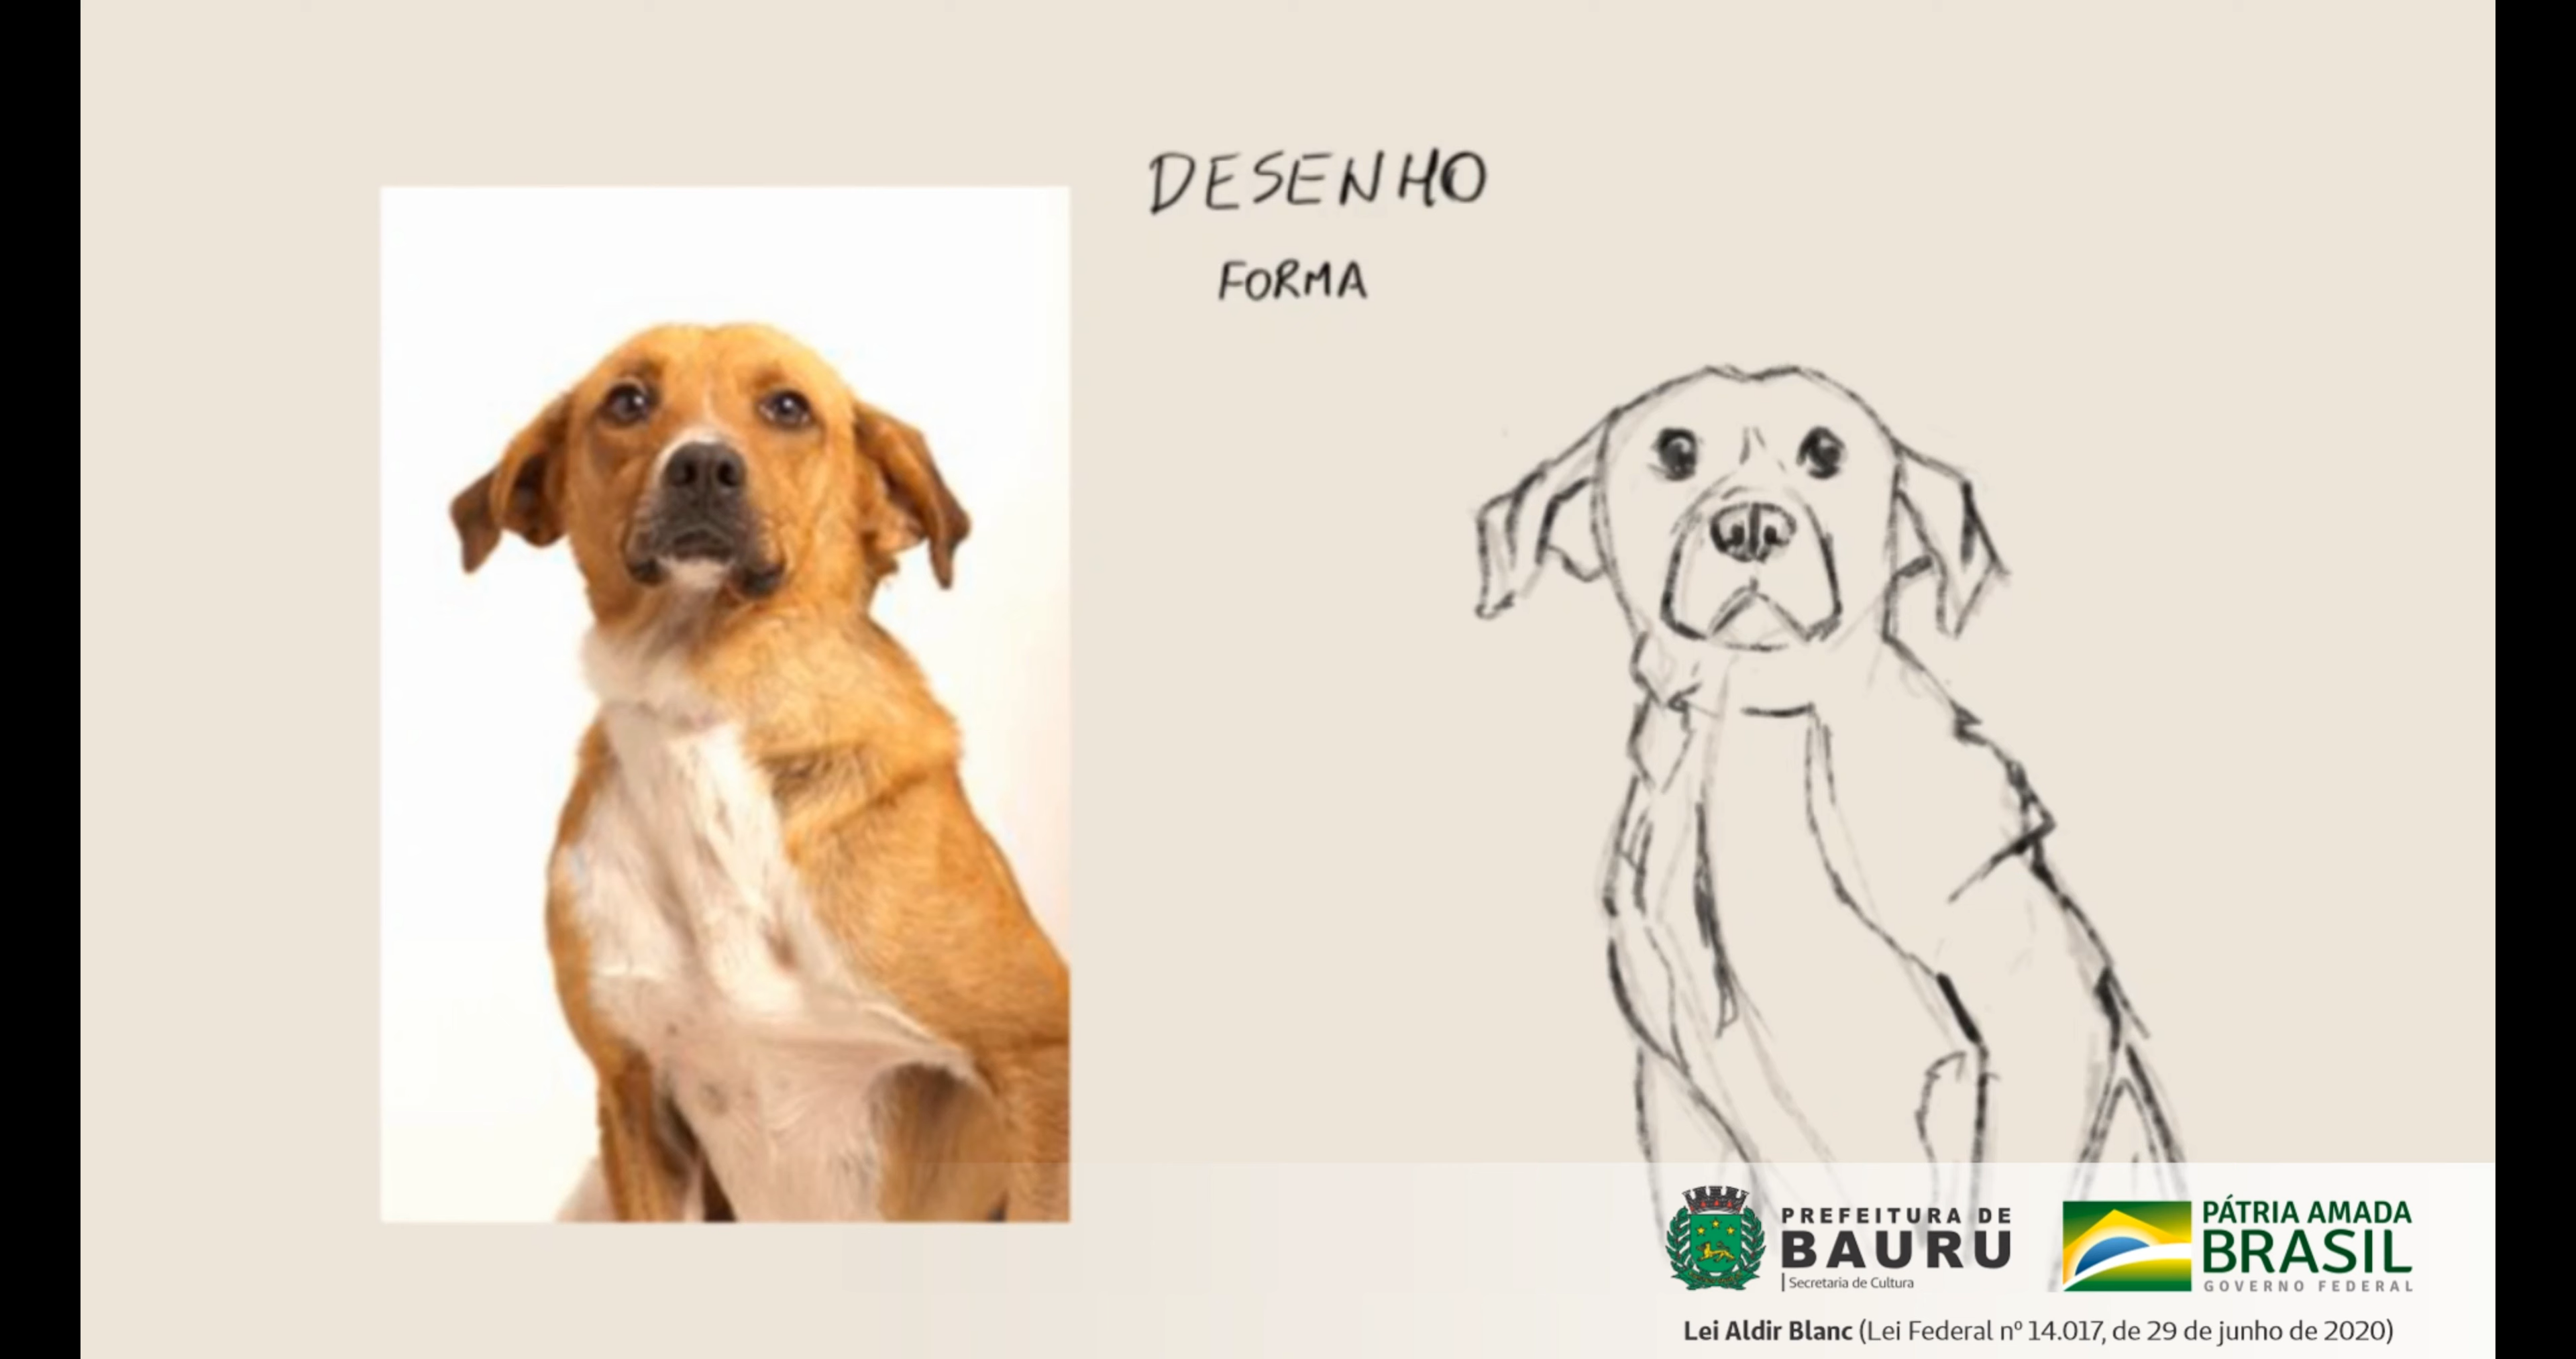 DESENHO
FORMA
PREFEITURA DE
BAURU
Secretaria de Cultura
PÁTRIA AMADA
BRASIL
GOVERNO FEDERAL
Lei Aldir Blanc (Lei Federal nº 14.017, de 29 de junho de 2020)